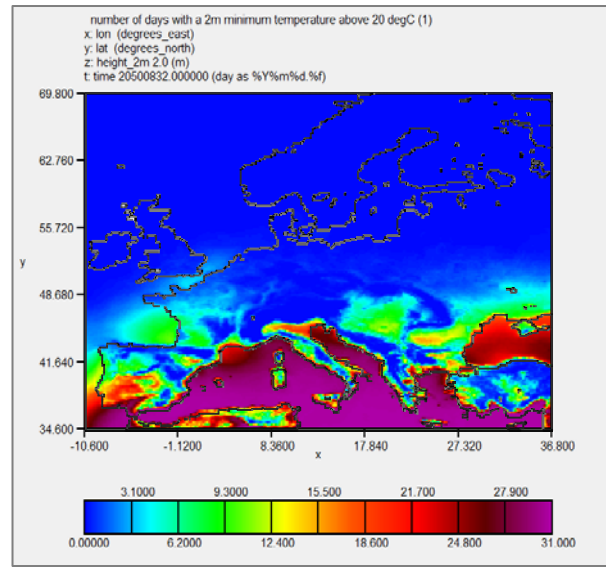 number of days with a 2m minimum temperature above 20 degC (1)
x: lon (degrees_east)
y: lat (degrees_north)
z: height_2m 2.0 (m)
t: time 20500832.000000 (day as %Y%m%d.%f)
69.800
62.760
55.720
y
48.680
41.640
34.600
-10.600 -1.1200 8.3600 17.840 27.320 36.800
x
3.1000 9.3000 15.500 21.700 27.900
0.00000 6.2000 12.400 18.600 24.800 31.000